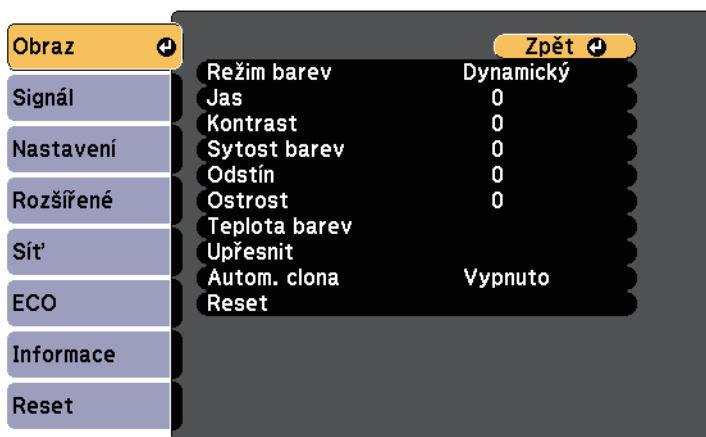 Obraz
Signál
Nastavení
Rozšířené
Síť
ECO
Informace
Reset
Zpět
Režim barev Dynamický
Jas 0
Kontrast 0
Sytost barev 0
Odstín 0
Ostrost 0
Teplota barev
Upřesnit
Autom. clona Vypnuto
Reset